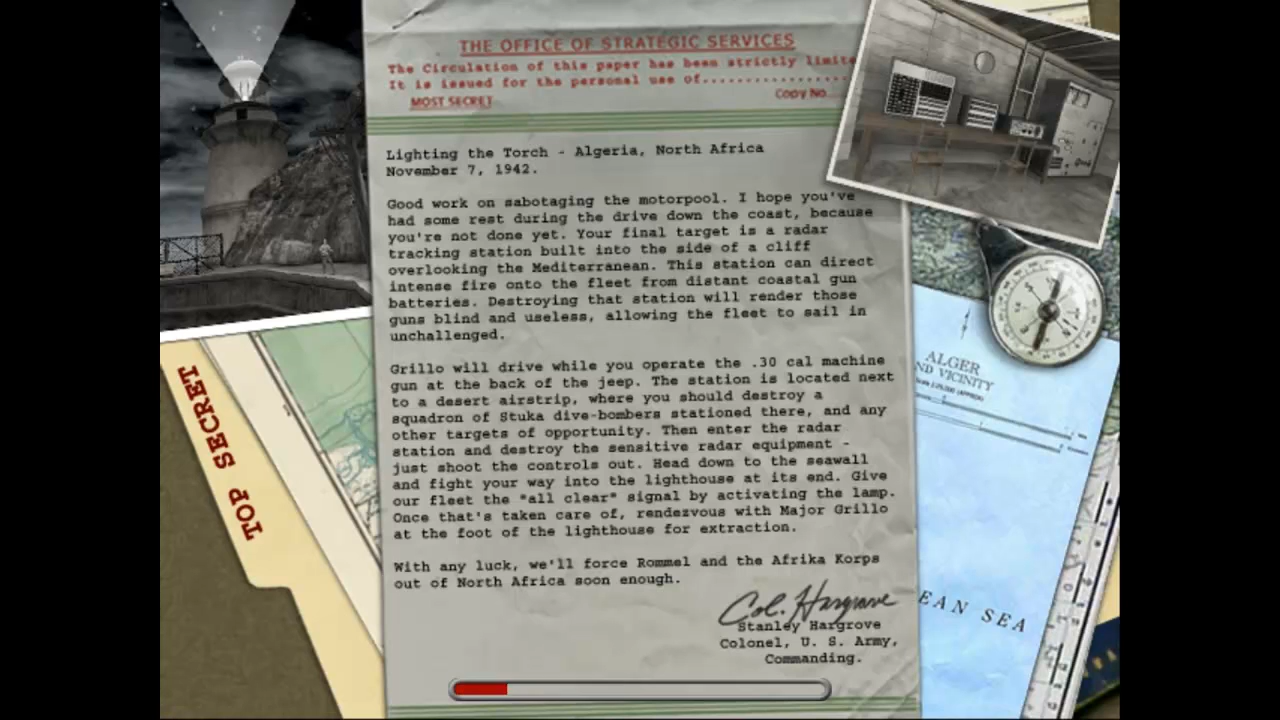 THE OFFICE OF STRATEGIC SERVICES
The Circulation of this paper has been strictly
It is issued for the personal use of..................
MOST SECRET
Copy No.
Lighting the Torch - Algeria, North Africa
November 7, 1942.
Good work on sabotaging the motorpool. I hope you've
had some rest during the drive down the coast, because
you're not done yet. Your final target is a radar
tracking station built into the side of a cliff
overlooking the Mediterranean. This station can direct
intense fire onto the fleet from distant coastal gun
batteries. Destroying that station will render those
guns blind and useless, allowing the fleet to sail in
unchallenged.
Grillo will drive while you operate the .30 cal machine
gun at the back of the jeep. The station is located next
to a desert airstrip, where you should destroy a
squadron of Stuka dive-bombers stationed there, and any
other targets of opportunity. Then enter the radar
station and destroy the sensitive radar equipment -
just shoot the controls out. Head down to the seawall
and fight your way into the lighthouse at its end. Give
our fleet the "all clear" signal by activating the lamp.
Once that's taken care of, rendezvous with Major Grillo
at the foot of the lighthouse for extraction.
With any luck, we'll force Rommel and the Afrika Korps
out of North Africa soon enough.
Col. Hargrove
Stanley Hargrove
Colonel, U. S. Army,
Commanding.
TOP SECRET
ALGER
ND VICINITY
EAN SEA